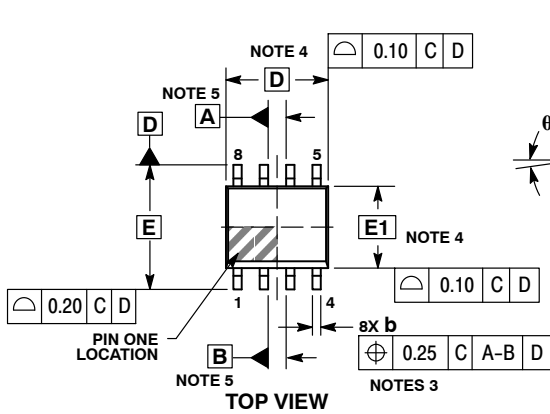 NOTE 4
⌓ 0.10 C D
D
NOTE 5
A
D
θ
8
5
E
E1
NOTE 4
⌓ 0.10 C D
⌓ 0.20 C D
1
4
PIN ONE
LOCATION
8X b
B
⌖ 0.25 C A-B D
NOTE 5
NOTES 3
TOP VIEW